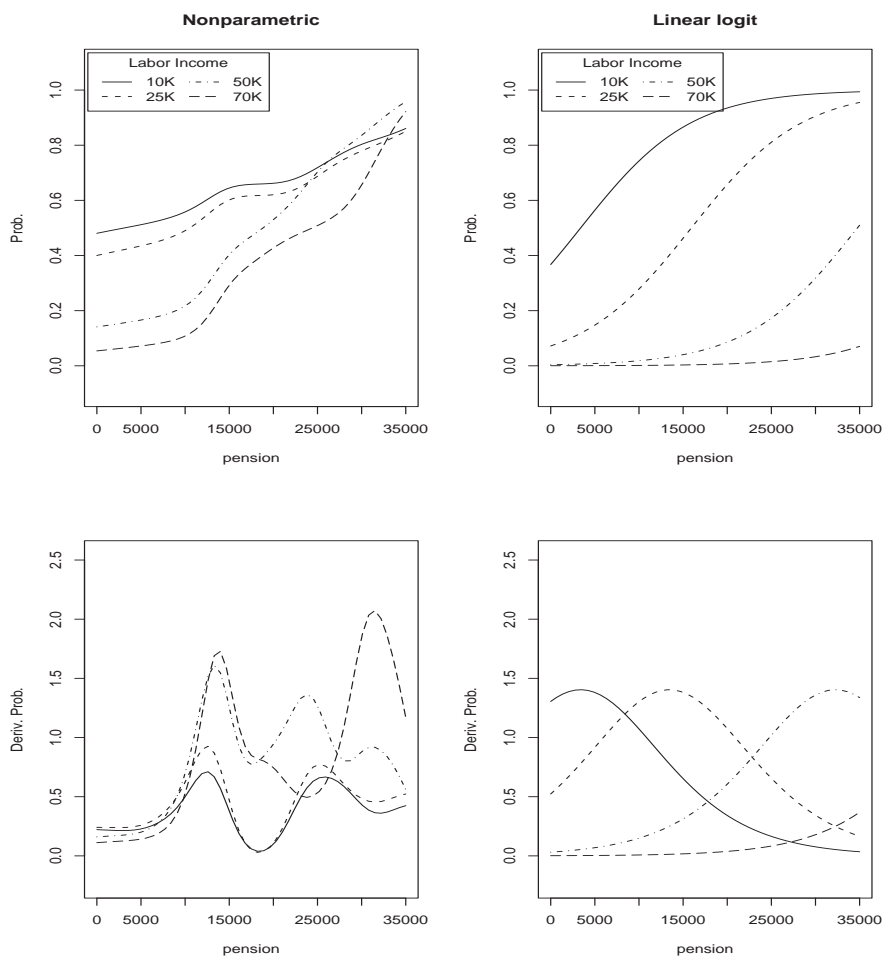 Nonparametric
Linear logit
Labor Income
10K 50K
25K 70K
Prob.
0.0 0.2 0.4 0.6 0.8 1.0
0 5000 15000 25000 35000
pension
Labor Income
10K 50K
25K 70K
Prob.
0.0 0.2 0.4 0.6 0.8 1.0
0 5000 15000 25000 35000
pension
Deriv. Prob.
0.0 0.5 1.0 1.5 2.0 2.5
0 5000 15000 25000 35000
pension
Deriv. Prob.
0.0 0.5 1.0 1.5 2.0 2.5
0 5000 15000 25000 35000
pension